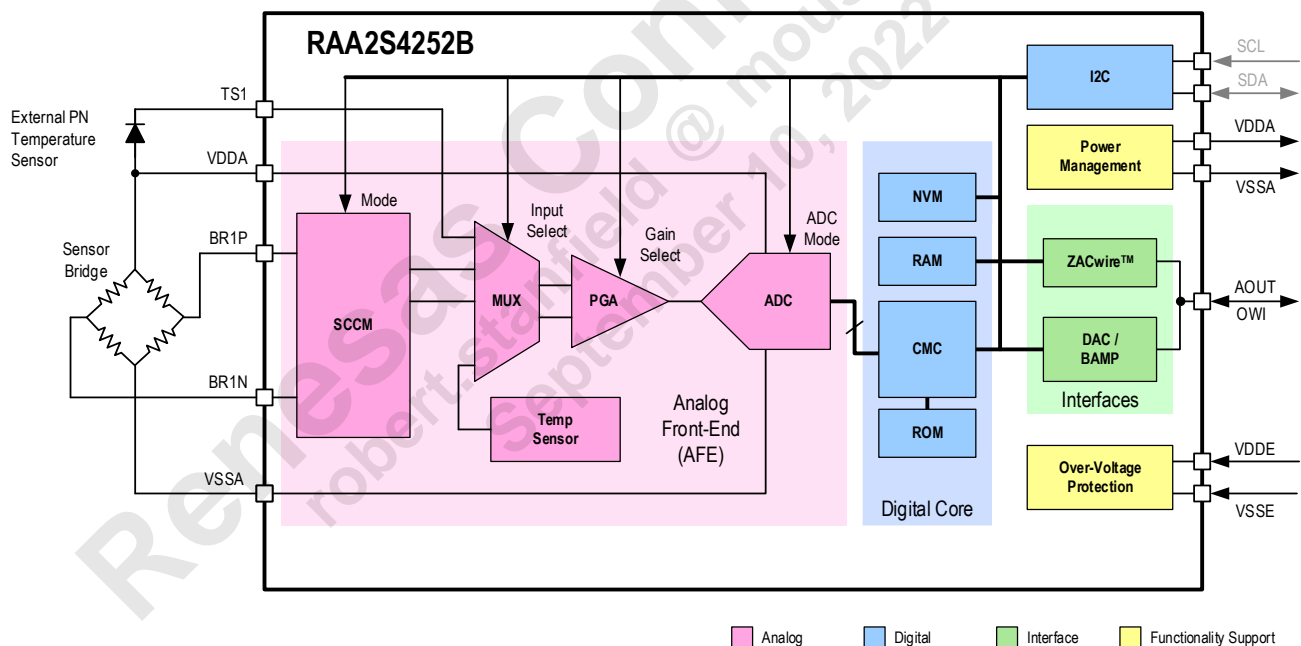 RAA2S4252B
TS1
External PN
Temperature
Sensor
VDDA
BR1P
Sensor
Bridge
BR1N
VSSA
Mode
SCCM
Input
Select
MUX
Gain
Select
PGA
ADC
Mode
ADC
Temp
Sensor
Analog
Front-End
(AFE)
NVM
RAM
CMC
ROM
Digital Core
I2C
Power
Management
ZACwire™
DAC /
BAMP
Interfaces
Over-Voltage
Protection
SCL
SDA
VDDA
VSSA
AOUT
OWI
VDDE
VSSE
Analog
Digital
Interface
Functionality Support
Renesas Con
robert.stanfield @ mous
September 10, 2022